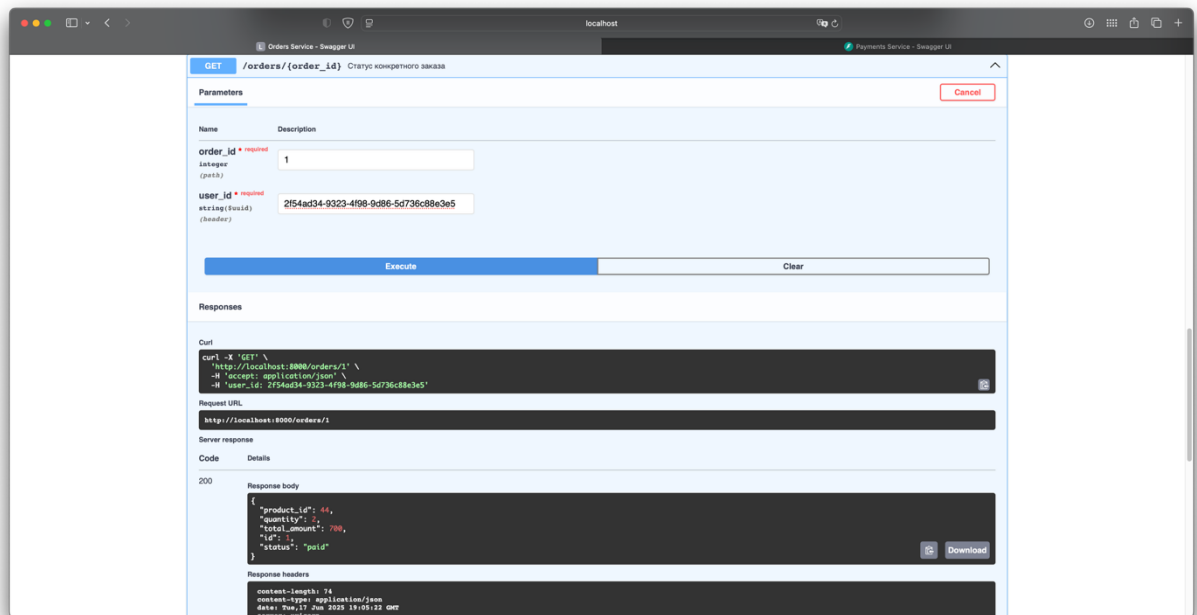 localhost
L Orders Service - Swagger UI
Payments Service - Swagger UI
GET /orders/{order_id} Статус конкретного заказа
Parameters
Cancel
Name Description
order_id * required
integer
(path)
1
user_id * required
string($uuid)
(header)
2f54ad34-9323-4f98-9d86-5d736c88e3e5
Execute Clear
Responses
Curl
curl -X 'GET' \
'http://localhost:8000/orders/1' \
-H 'accept: application/json' \
-H 'user_id: 2f54ad34-9323-4f98-9d86-5d736c88e3e5'
Request URL
http://localhost:8000/orders/1
Server response
Code Details
200
Response body
{
"product_id": 44,
"quantity": 2,
"total_amount": 700,
"id": 1,
"status": "paid"
}
Download
Response headers
content-length: 74
content-type: application/json
date: Tue,17 Jun 2025 19:05:22 GMT